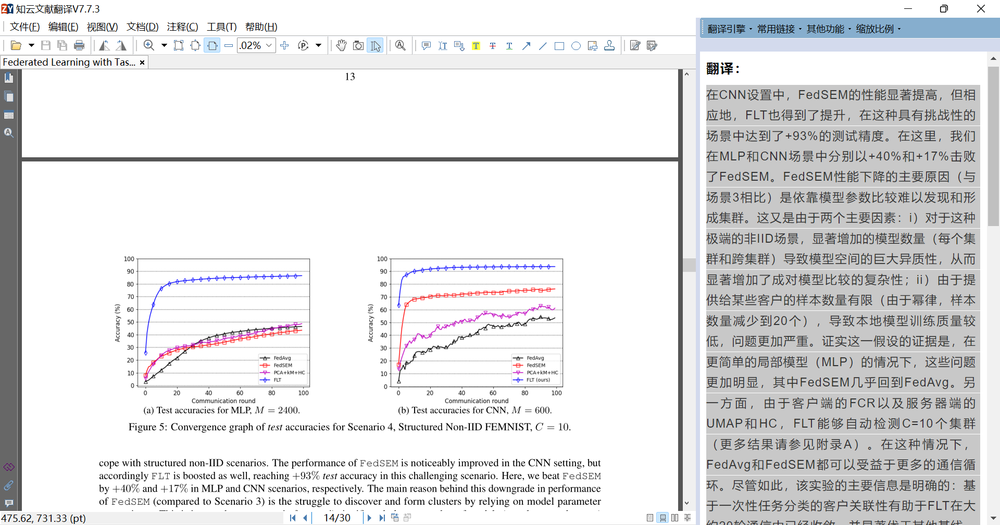 知云文献翻译V7.7.3
文件(F) 编辑(E) 视图(V) 文档(D) 注释(C) 工具(T) 帮助(H)
翻译引擎 常用链接 其他功能 缩放比例
.02%
Federated Learning with Tas... ×
13
100
90
80
70
60
50
40
30
20
10
0
Accuracy (%)
0 20 40 60 80 100
Communication round
FedAvg
FedSEM
PCA+kM+HC
FLT
(a) Test accuracies for MLP, M = 2400.
100
90
80
70
60
50
40
30
20
10
0
Accuracy (%)
0 20 40 60 80 100
Communication round
FedAvg
FedSEM
PCA+kM+HC
FLT (ours)
(b) Test accuracies for CNN, M = 600.
Figure 5: Convergence graph of test accuracies for Scenario 4, Structured Non-IID FEMNIST, C = 10.
cope with structured non-IID scenarios. The performance of FedSEM is noticeably improved in the CNN setting, but
accordingly FLT is boosted as well, reaching +93% test accuracy in this challenging scenario. Here, we beat FedSEM
by +40% and +17% in MLP and CNN scenarios, respectively. The main reason behind this downgrade in performance
of FedSEM (compared to Scenario 3) is the struggle to discover and form clusters by relying on model parameter
475.62, 731.33 (pt)
14/30
翻译：
在CNN设置中，FedSEM的性能显著提高，但相
应地，FLT也得到了提升，在这种具有挑战性的
场景中达到了+93%的测试精度。在这里，我们
在MLP和CNN场景中分别以+40%和+17%击败
了FedSEM。FedSEM性能下降的主要原因（与
场景3相比）是依靠模型参数比较难以发现和形
成集群。这又是由于两个主要因素：i）对于这种
极端的非IID场景，显著增加的模型数量（每个集
群和跨集群）导致模型空间的巨大异质性，从而
显著增加了成对模型比较的复杂性；ii）由于提
供给某些客户的样本数量有限（由于幂律，样本
数量减少到20个），导致本地模型训练质量较
低，问题更加严重。证实这一假设的证据是，在
更简单的局部模型（MLP）的情况下，这些问题
更加明显，其中FedSEM几乎回到FedAvg。另
一方面，由于客户端的FCR以及服务器端的
UMAP和HC，FLT能够自动检测C=10个集群
（更多结果请参见附录A）。在这种情况下，
FedAvg和FedSEM都可以受益于更多的通信循
环。尽管如此，该实验的主要信息是明确的：基
于一次性任务分类的客户关联性有助于FLT在大
约20轮通信中已经收敛，并显著优于其他基线